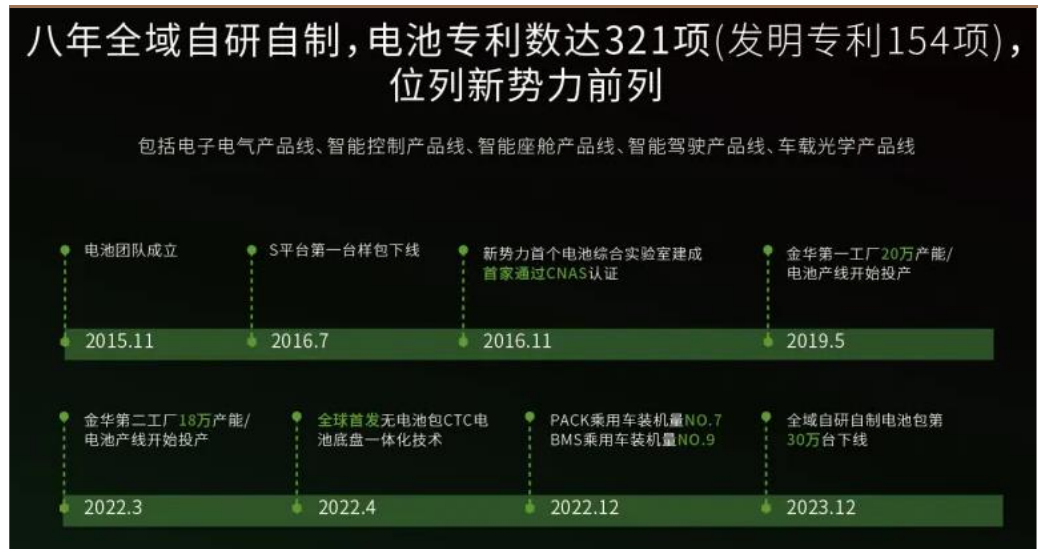 八年全域自研自制，电池专利数达321项(发明专利154项)，
位列新势力前列
包括电子电气产品线、智能控制产品线、智能座舱产品线、智能驾驶产品线、车载光学产品线
电池团队成立
2015.11
S平台第一台样包下线
2016.7
新势力首个电池综合实验室建成
首家通过CNAS认证
2016.11
金华第一工厂20万产能/
电池产线开始投产
2019.5
金华第二工厂18万产能/
电池产线开始投产
2022.3
全球首发无电池包CTC电
池底盘一体化技术
2022.4
PACK乘用车装机量NO.7
BMS乘用车装机量NO.9
2022.12
全域自研自制电池包第
30万台下线
2023.12